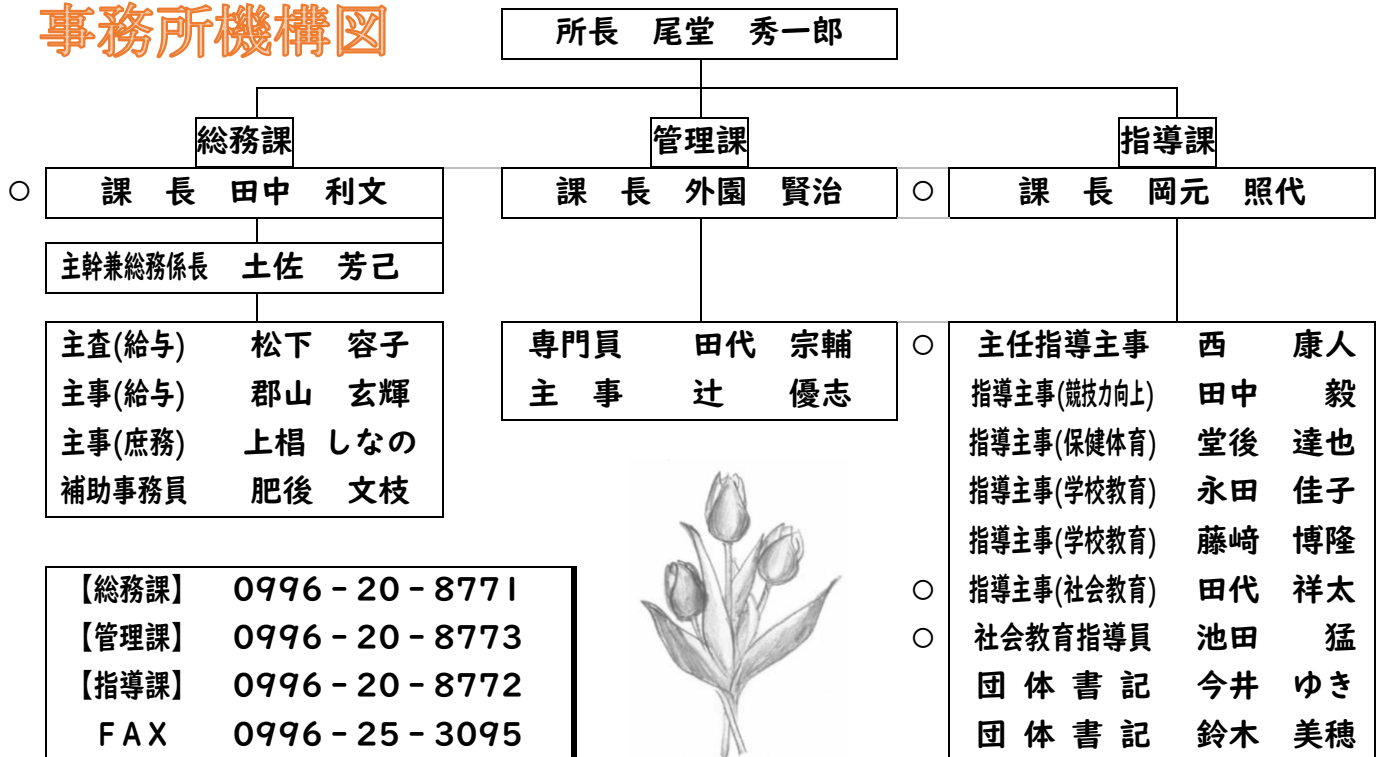 事務所機構図
所長　尾堂　秀一郎
総務課
○ 課　長　田中　利文
主幹兼総務係長　土佐　芳己
主査(給与)　松下　容子
主事(給与)　郡山　玄輝
主事(庶務)　上椙　しなの
補助事務員　肥後　文枝
管理課
課　長　外園　賢治
専門員　田代　宗輔
主　事　辻　優志
指導課
○ 課　長　岡元　照代
○ 主任指導主事　西　康人
指導主事(競技力向上)　田中　毅
指導主事(保健体育)　堂後　達也
指導主事(学校教育)　永田　佳子
指導主事(学校教育)　藤﨑　博隆
○ 指導主事(社会教育)　田代　祥太
○ 社会教育指導員　池田　猛
団体書記　今井　ゆき
団体書記　鈴木　美穂
【総務課】　0996-20-8771
【管理課】　0996-20-8773
【指導課】　0996-20-8772
FAX　0996-25-3095